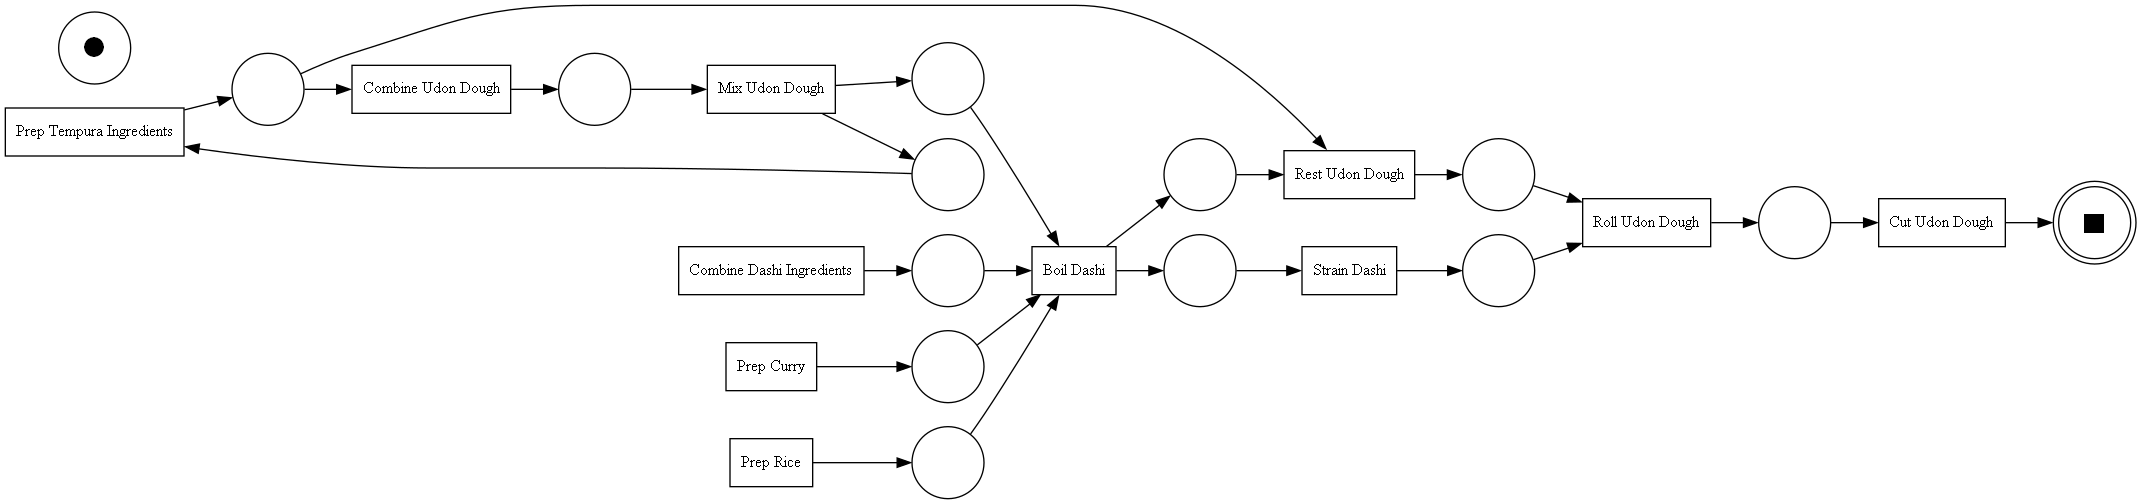 Prep Tempura Ingredients
Combine Udon Dough
Mix Udon Dough
Combine Dashi Ingredients
Prep Curry
Prep Rice
Boil Dashi
Rest Udon Dough
Strain Dashi
Roll Udon Dough
Cut Udon Dough